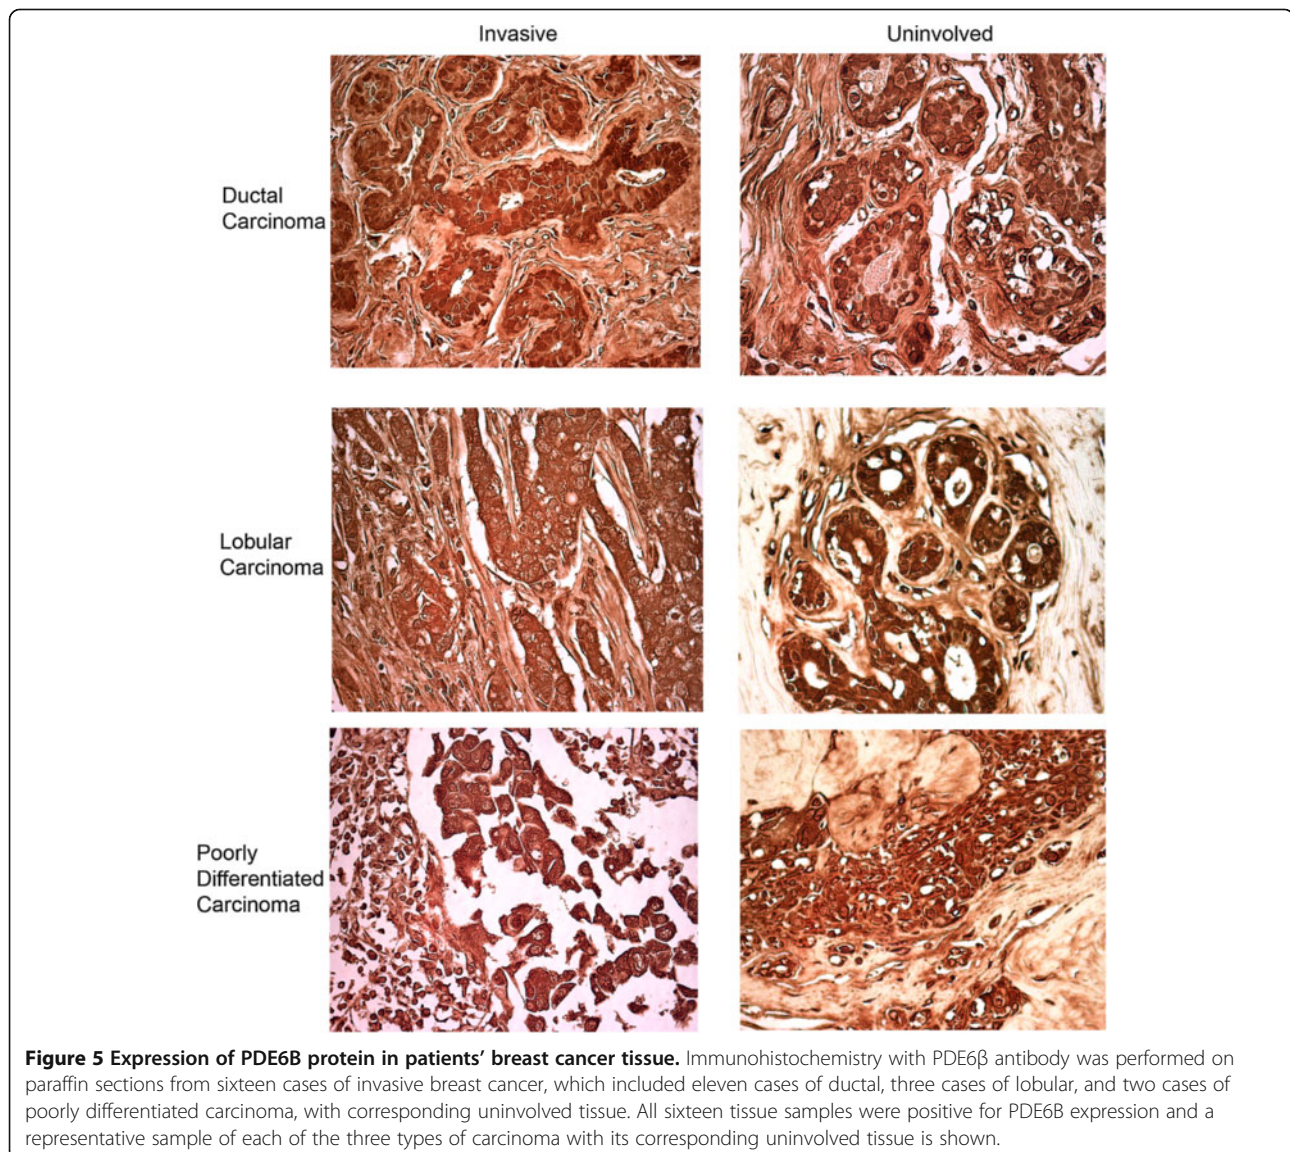 Invasive
Uninvolved
Ductal
Carcinoma
Lobular
Carcinoma
Poorly
Differentiated
Carcinoma
Figure 5 Expression of PDE6B protein in patients’ breast cancer tissue. Immunohistochemistry with PDE6β antibody was performed on
paraffin sections from sixteen cases of invasive breast cancer, which included eleven cases of ductal, three cases of lobular, and two cases of
poorly differentiated carcinoma, with corresponding uninvolved tissue. All sixteen tissue samples were positive for PDE6B expression and a
representative sample of each of the three types of carcinoma with its corresponding uninvolved tissue is shown.